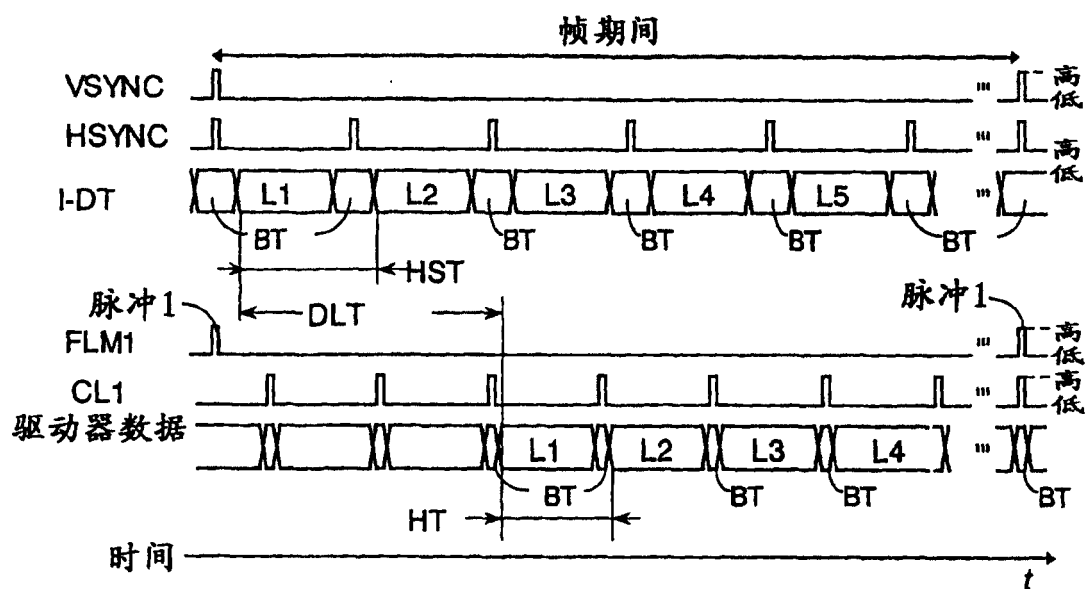 帧期间
VSYNC ... 高
低
HSYNC ... 高
低
I-DT L1 L2 L3 L4 L5 ...
BT BT BT BT BT
HST
脉冲1 DLT 脉冲1
FLM1 ... 高
低
CL1 ... 高
低
驱动器数据 L1 L2 L3 L4 ...
BT BT BT BT
HT
时间
t